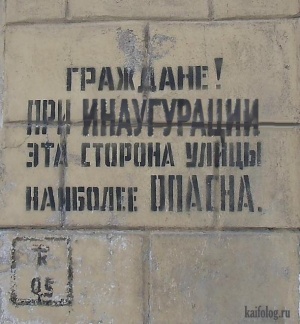 ГРАЖДАНЕ!
ПРИ ИНАУГУРАЦИИ
ЭТА СТОРОНА УЛИЦЫ
НАИБОЛЕЕ ОПАСНА.
R
05
kaifolog.ru